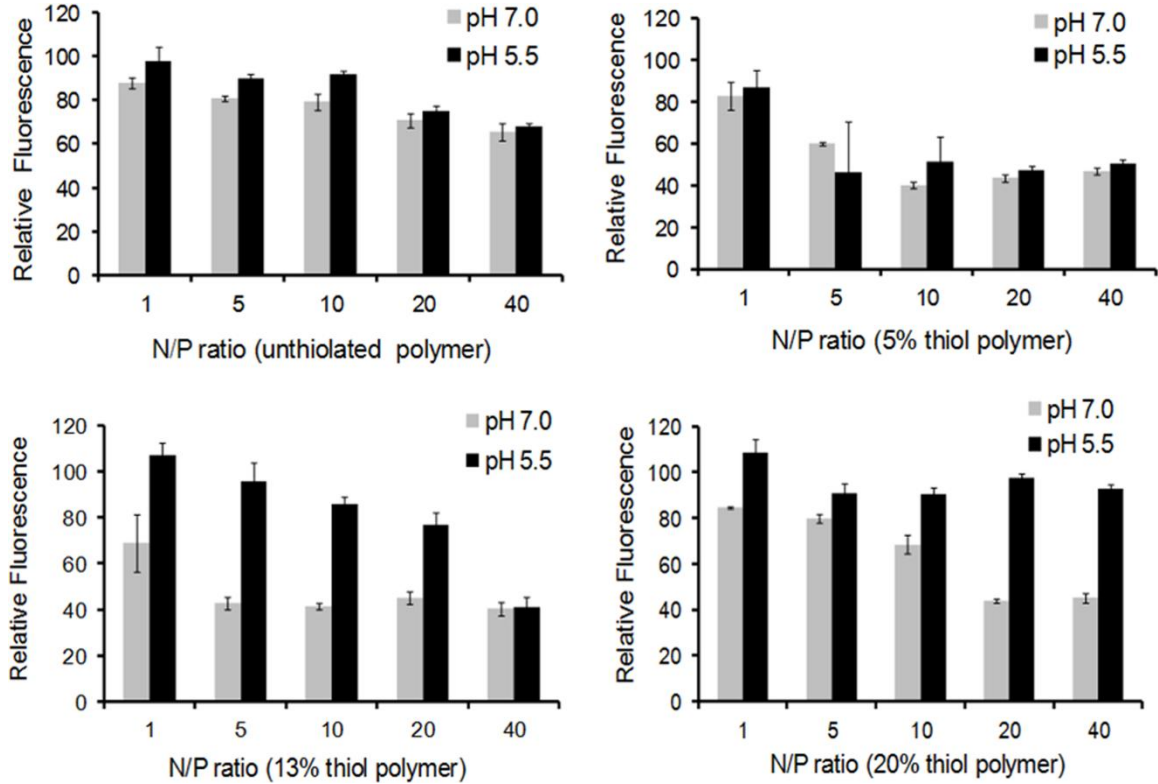 Relative Fluorescence
120
100
80
60
40
20
0
pH 7.0
pH 5.5
1 5 10 20 40
N/P ratio (unthiolated polymer)
Relative Fluorescence
120
100
80
60
40
20
0
pH 7.0
pH 5.5
1 5 10 20 40
N/P ratio (5% thiol polymer)
Relative Fluorescence
120
100
80
60
40
20
0
pH 7.0
pH 5.5
1 5 10 20 40
N/P ratio (13% thiol polymer)
Relative Fluorescence
120
100
80
60
40
20
0
pH 7.0
pH 5.5
1 5 10 20 40
N/P ratio (20% thiol polymer)